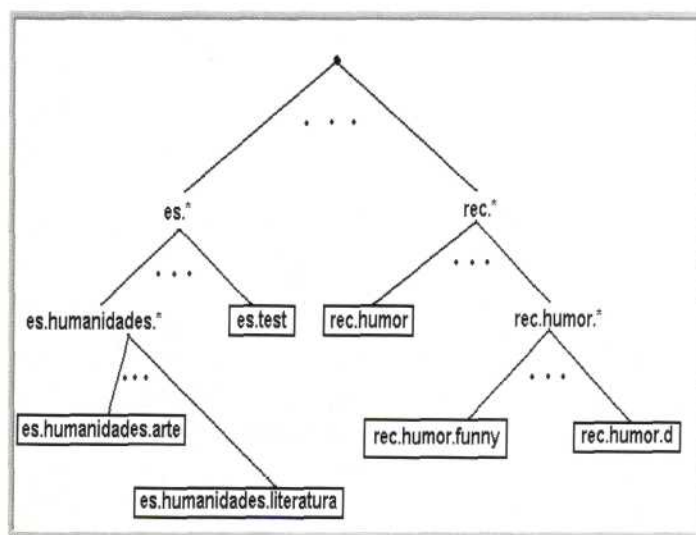 . . .
es.* rec.*
. . . . . .
es.humanidades.* es.test rec.humor rec.humor.*
... . . .
es.humanidades.arte rec.humor.funny rec.humor.d
es.humanidades.literatura